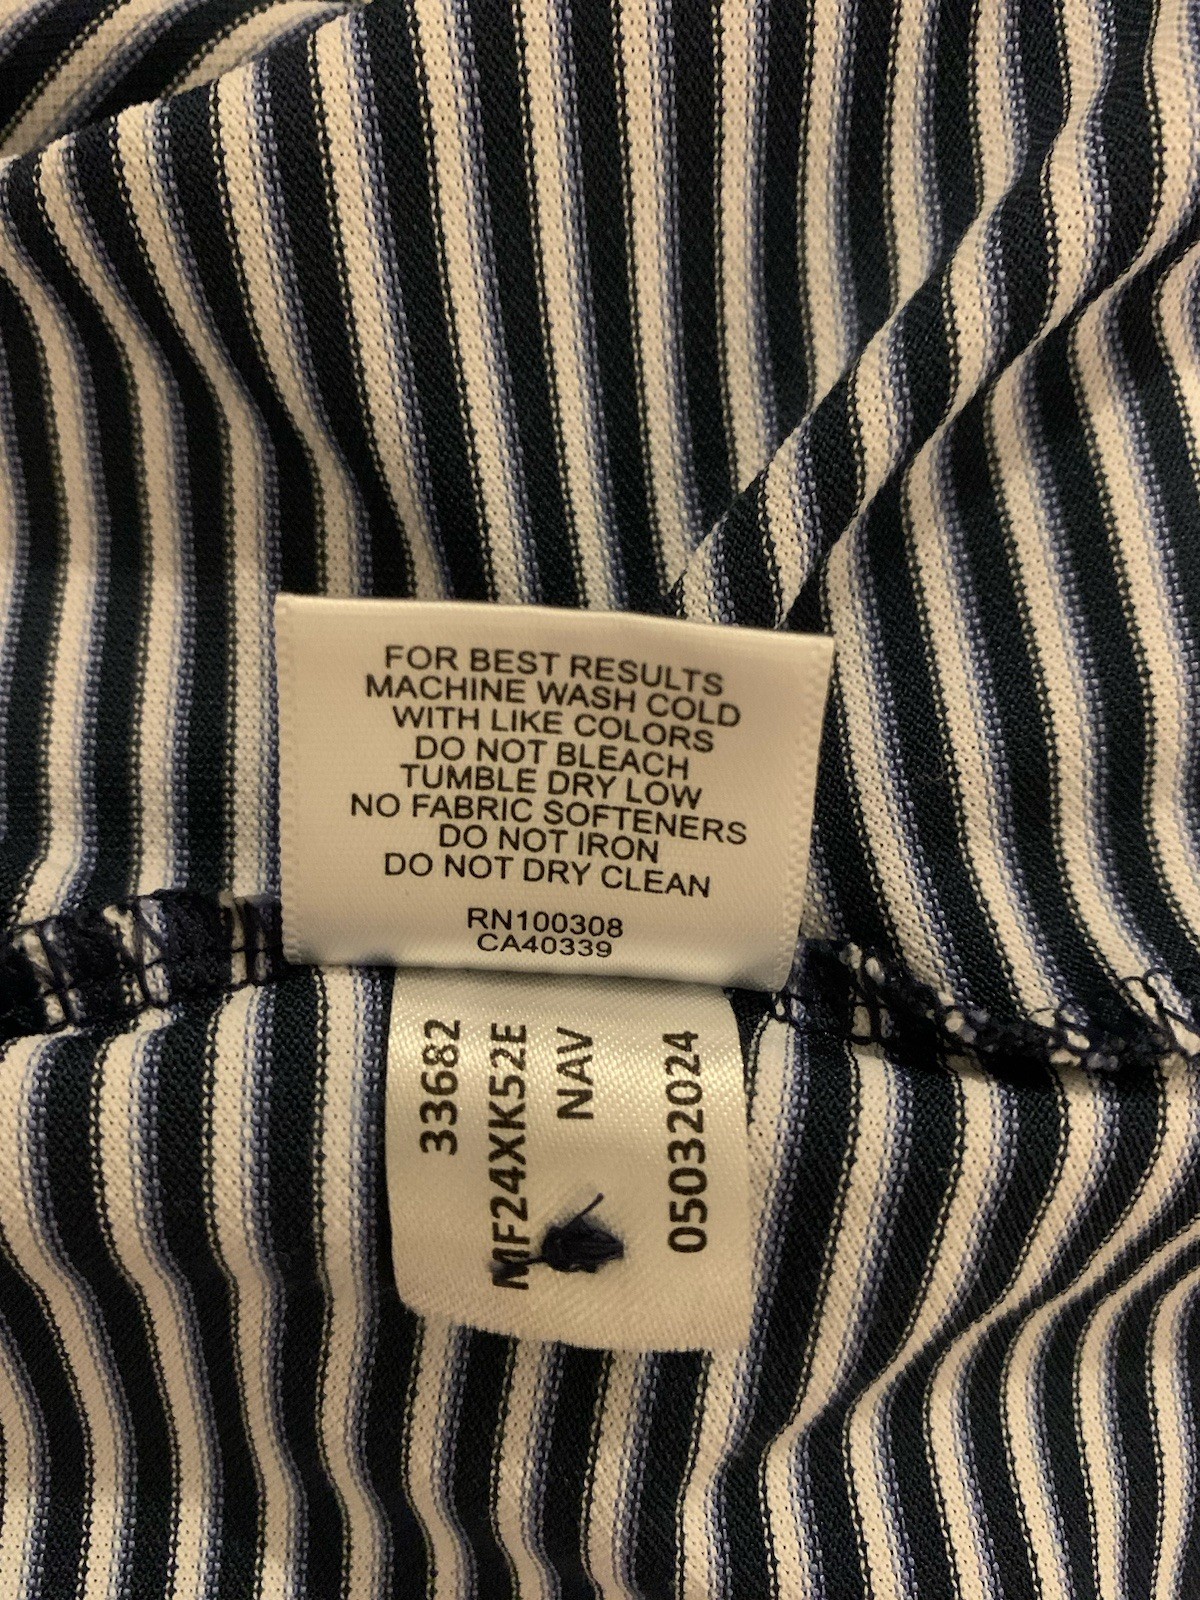 FOR BEST RESULTS
MACHINE WASH COLD
WITH LIKE COLORS
DO NOT BLEACH
TUMBLE DRY LOW
NO FABRIC SOFTENERS
DO NOT IRON
DO NOT DRY CLEAN
RN100308
CA40339
33682
MF24XK52E
NAV
05032024